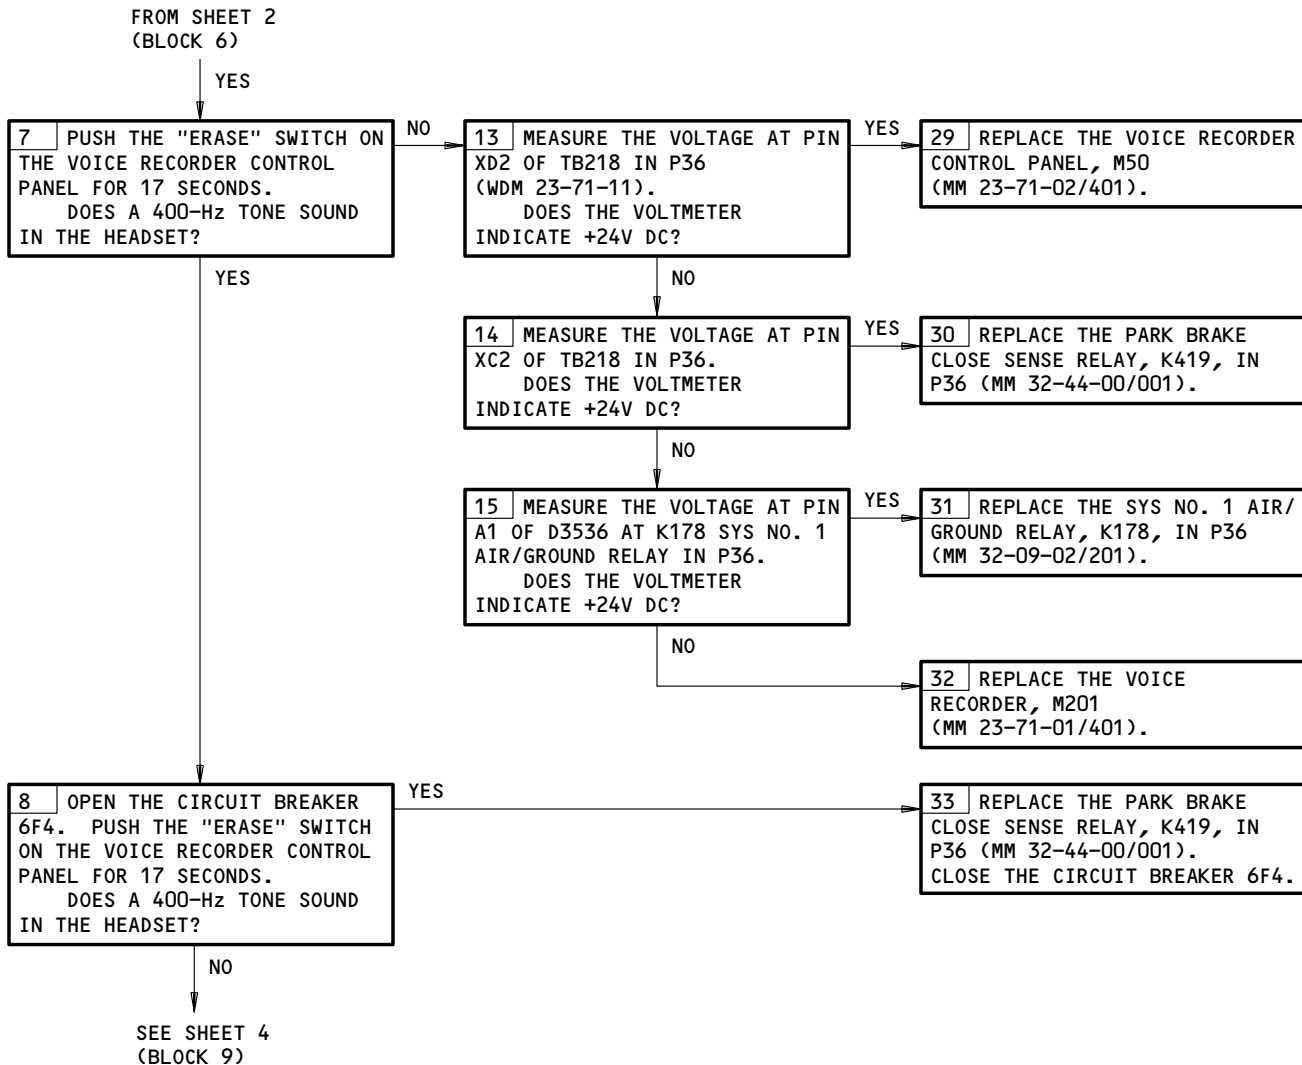 FROM SHEET 2
(BLOCK 6)
YES
7 PUSH THE "ERASE" SWITCH ON
THE VOICE RECORDER CONTROL
PANEL FOR 17 SECONDS.
DOES A 400-Hz TONE SOUND
IN THE HEADSET?
NO
13 MEASURE THE VOLTAGE AT PIN
XD2 OF TB218 IN P36
(WDM 23-71-11).
DOES THE VOLTMETER
INDICATE +24V DC?
YES
29 REPLACE THE VOICE RECORDER
CONTROL PANEL, M50
(MM 23-71-02/401).
YES
NO
14 MEASURE THE VOLTAGE AT PIN
XC2 OF TB218 IN P36.
DOES THE VOLTMETER
INDICATE +24V DC?
YES
30 REPLACE THE PARK BRAKE
CLOSE SENSE RELAY, K419, IN
P36 (MM 32-44-00/001).
NO
15 MEASURE THE VOLTAGE AT PIN
A1 OF D3536 AT K178 SYS NO. 1
AIR/GROUND RELAY IN P36.
DOES THE VOLTMETER
INDICATE +24V DC?
YES
31 REPLACE THE SYS NO. 1 AIR/
GROUND RELAY, K178, IN P36
(MM 32-09-02/201).
NO
32 REPLACE THE VOICE
RECORDER, M201
(MM 23-71-01/401).
8 OPEN THE CIRCUIT BREAKER
6F4. PUSH THE "ERASE" SWITCH
ON THE VOICE RECORDER CONTROL
PANEL FOR 17 SECONDS.
DOES A 400-Hz TONE SOUND
IN THE HEADSET?
YES
33 REPLACE THE PARK BRAKE
CLOSE SENSE RELAY, K419, IN
P36 (MM 32-44-00/001).
CLOSE THE CIRCUIT BREAKER 6F4.
NO
SEE SHEET 4
(BLOCK 9)